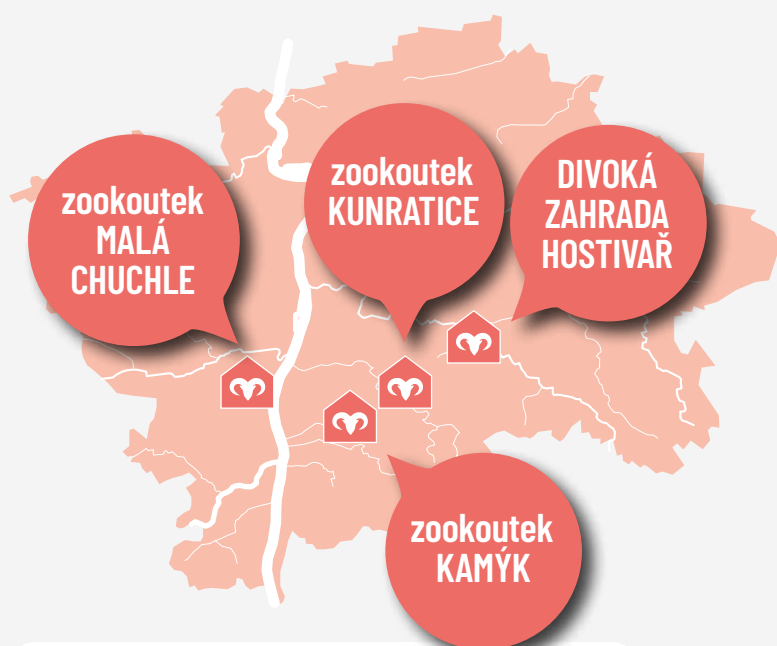 zookoutek
MALÁ
CHUCHLE
zookoutek
KUNRATICE
DIVOKÁ
ZAHRADA
HOSTIVAŘ
zookoutek
KAMÝK